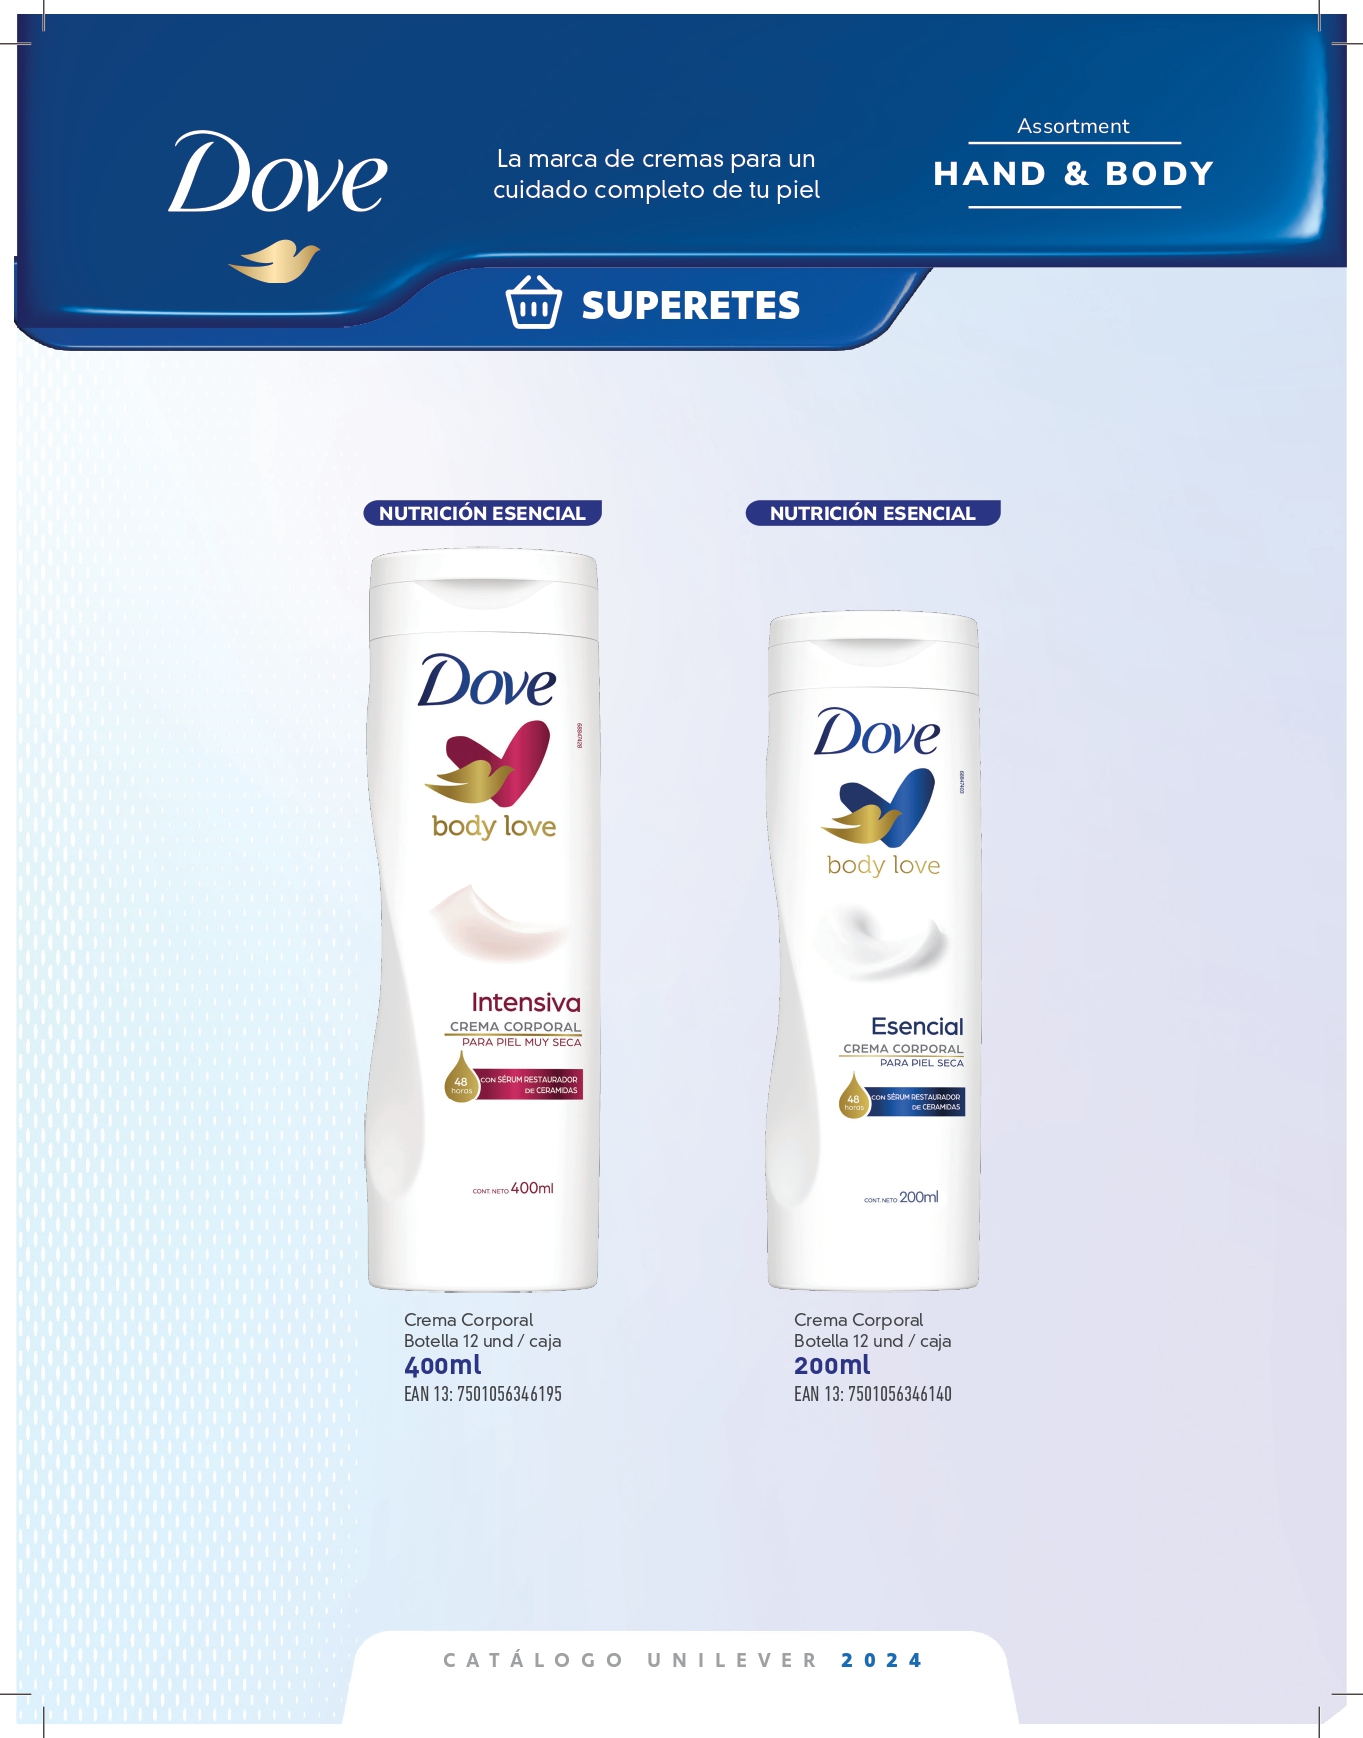 Dove
La marca de cremas para un
cuidado completo de tu piel
Assortment
HAND & BODY
SUPERETES
NUTRICIÓN ESENCIAL
Dove
body love
Intensiva
CREMA CORPORAL
PARA PIEL MUY SECA
48
horas
CON SÉRUM RESTAURADOR
DE CERAMIDAS
CONT. NETO 400ml
Crema Corporal
Botella 12 und / caja
400ml
EAN 13: 7501056346195
NUTRICIÓN ESENCIAL
Dove
body love
Esencial
CREMA CORPORAL
PARA PIEL SECA
48
horas
CON SÉRUM RESTAURADOR
DE CERAMIDAS
CONT. NETO 200ml
Crema Corporal
Botella 12 und / caja
200ml
EAN 13: 7501056346140
CATÁLOGO UNILEVER 2024